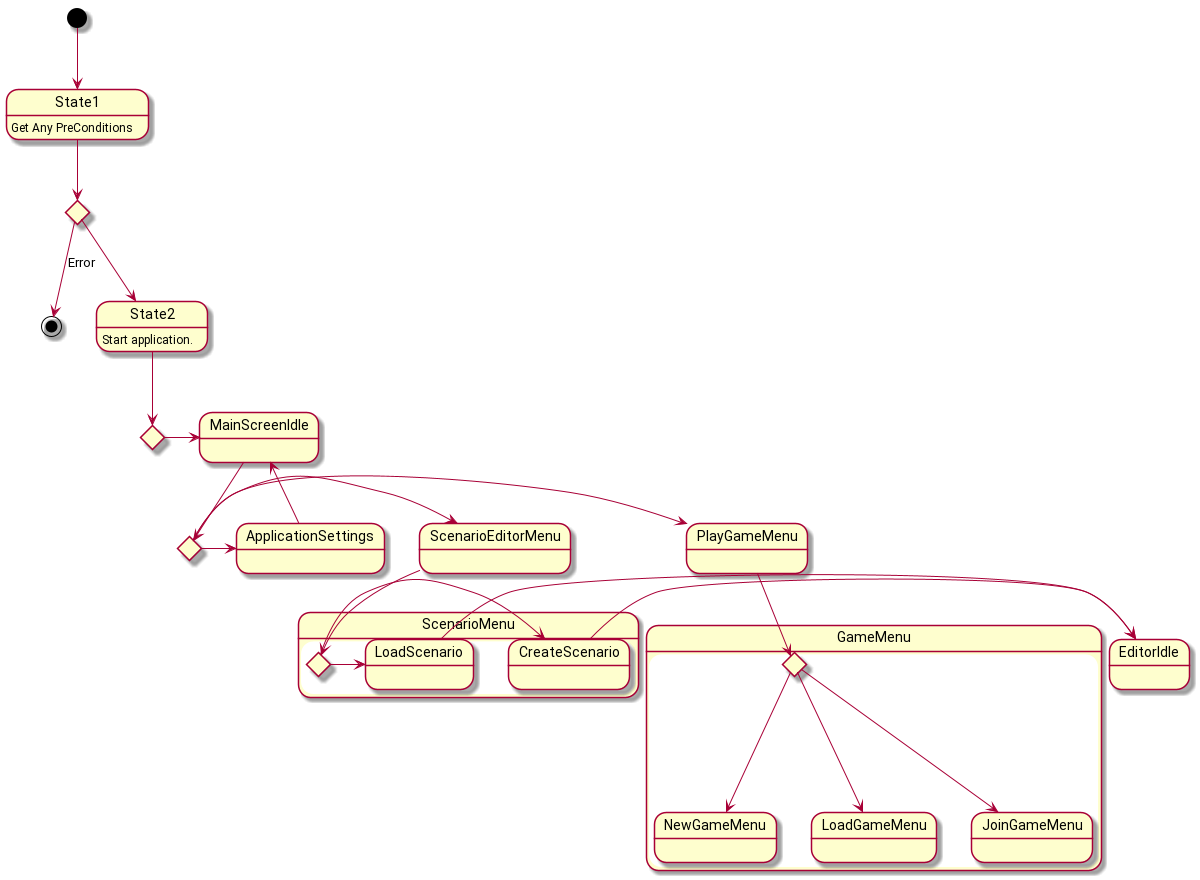 State1
Get Any PreConditions
Error
State2
Start application.
MainScreenIdle
ApplicationSettings
ScenarioEditorMenu
PlayGameMenu
ScenarioMenu
LoadScenario
CreateScenario
GameMenu
EditorIdle
NewGameMenu
LoadGameMenu
JoinGameMenu